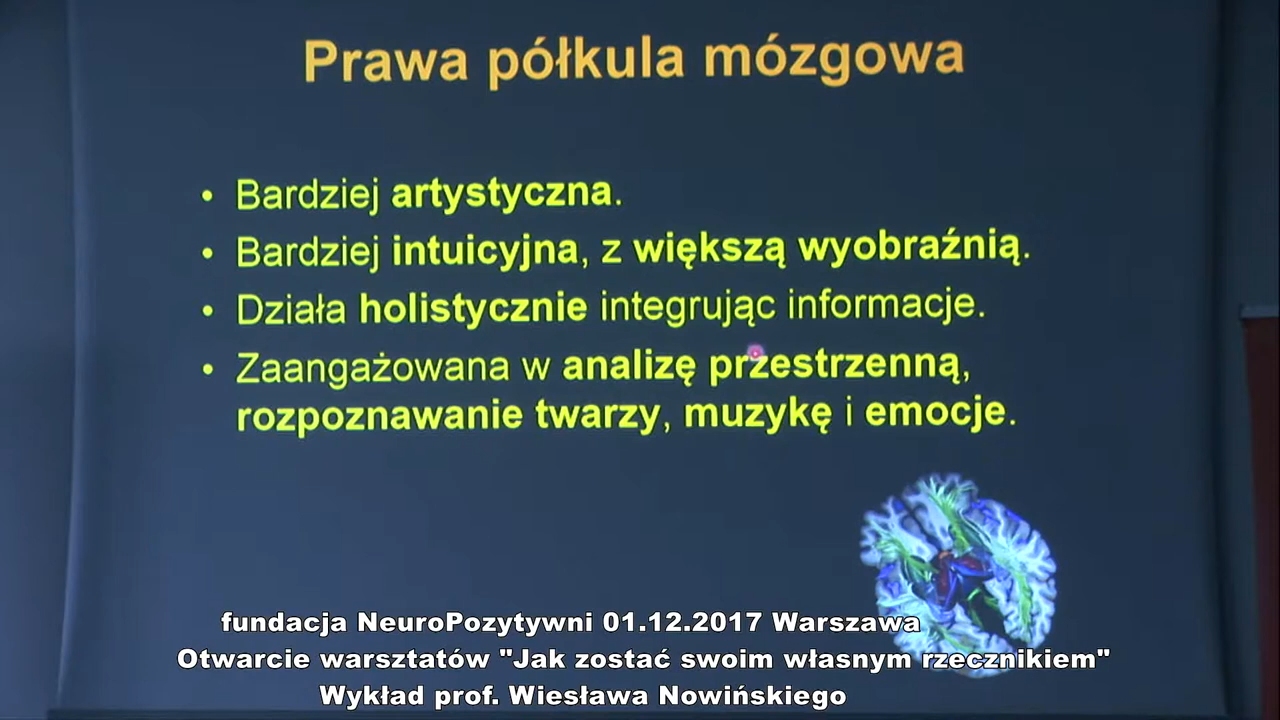 Prawa półkula mózgowa
• Bardziej artystyczna.
• Bardziej intuicyjna, z większą wyobraźnią.
• Działa holistycznie integrując informacje.
• Zaangażowana w analizę przestrzenną,
rozpoznawanie twarzy, muzykę i emocje.
fundacja NeuroPozytywni 01.12.2017 Warszawa
Otwarcie warsztatów "Jak zostać swoim własnym rzecznikiem"
Wykład prof. Wiesława Nowińskiego